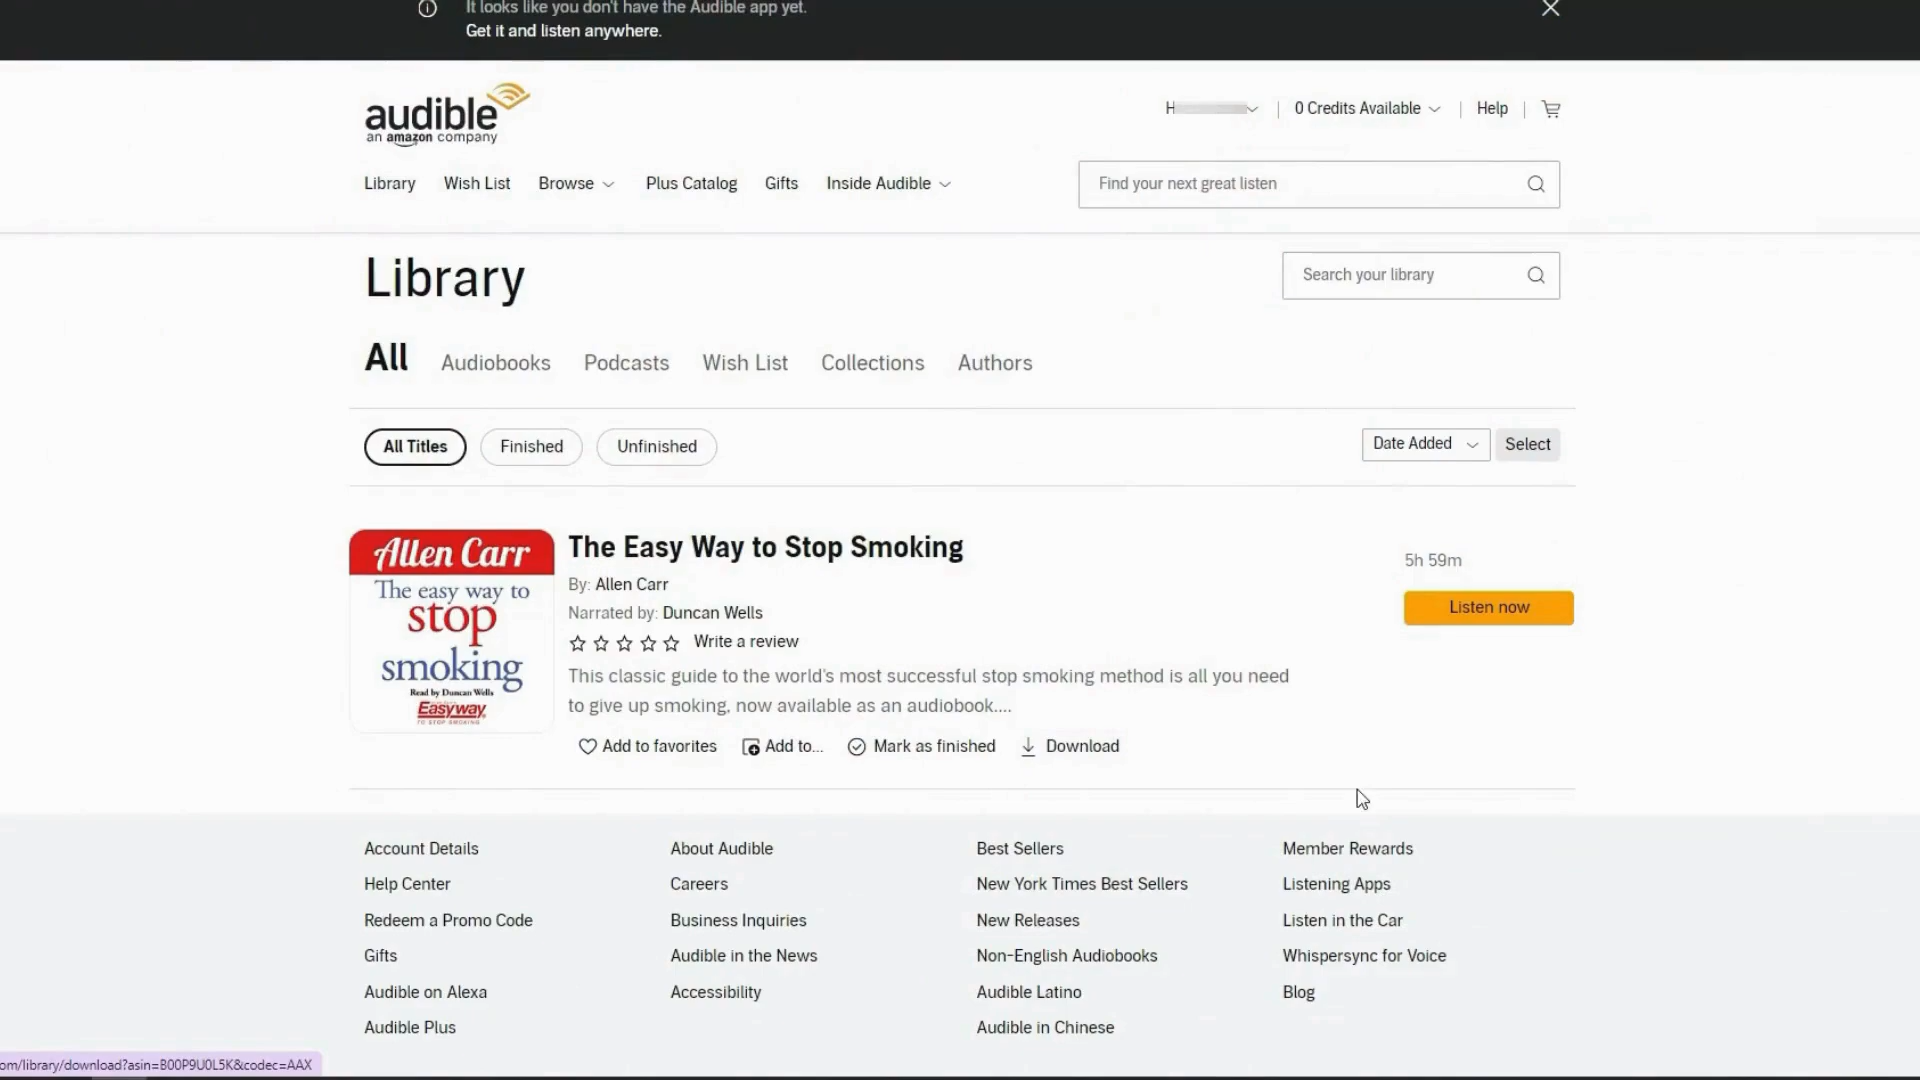 It looks like you don't have the Audible app yet.
Get it and listen anywhere.
audible
an amazon company
H
0 Credits Available
Help
Library
Wish List
Browse
Plus Catalog
Gifts
Inside Audible
Find your next great listen
Library
Search your library
All
Audiobooks
Podcasts
Wish List
Collections
Authors
All Titles
Finished
Unfinished
Date Added
Select
Allen Carr
The easy way to
stop
smoking
Read by Duncan Wells
Easyway
TO STOP SMOKING
The Easy Way to Stop Smoking
By: Allen Carr
Narrated by: Duncan Wells
Write a review
This classic guide to the world's most successful stop smoking method is all you need
to give up smoking, now available as an audiobook....
Add to favorites
Add to...
Mark as finished
Download
5h 59m
Listen now
Account Details
Help Center
Redeem a Promo Code
Gifts
Audible on Alexa
Audible Plus
About Audible
Careers
Business Inquiries
Audible in the News
Accessibility
Best Sellers
New York Times Best Sellers
New Releases
Non-English Audiobooks
Audible Latino
Audible in Chinese
Member Rewards
Listening Apps
Listen in the Car
Whispersync for Voice
Blog
om/library/download?asin=B00P9U0L5K&codec=AAX